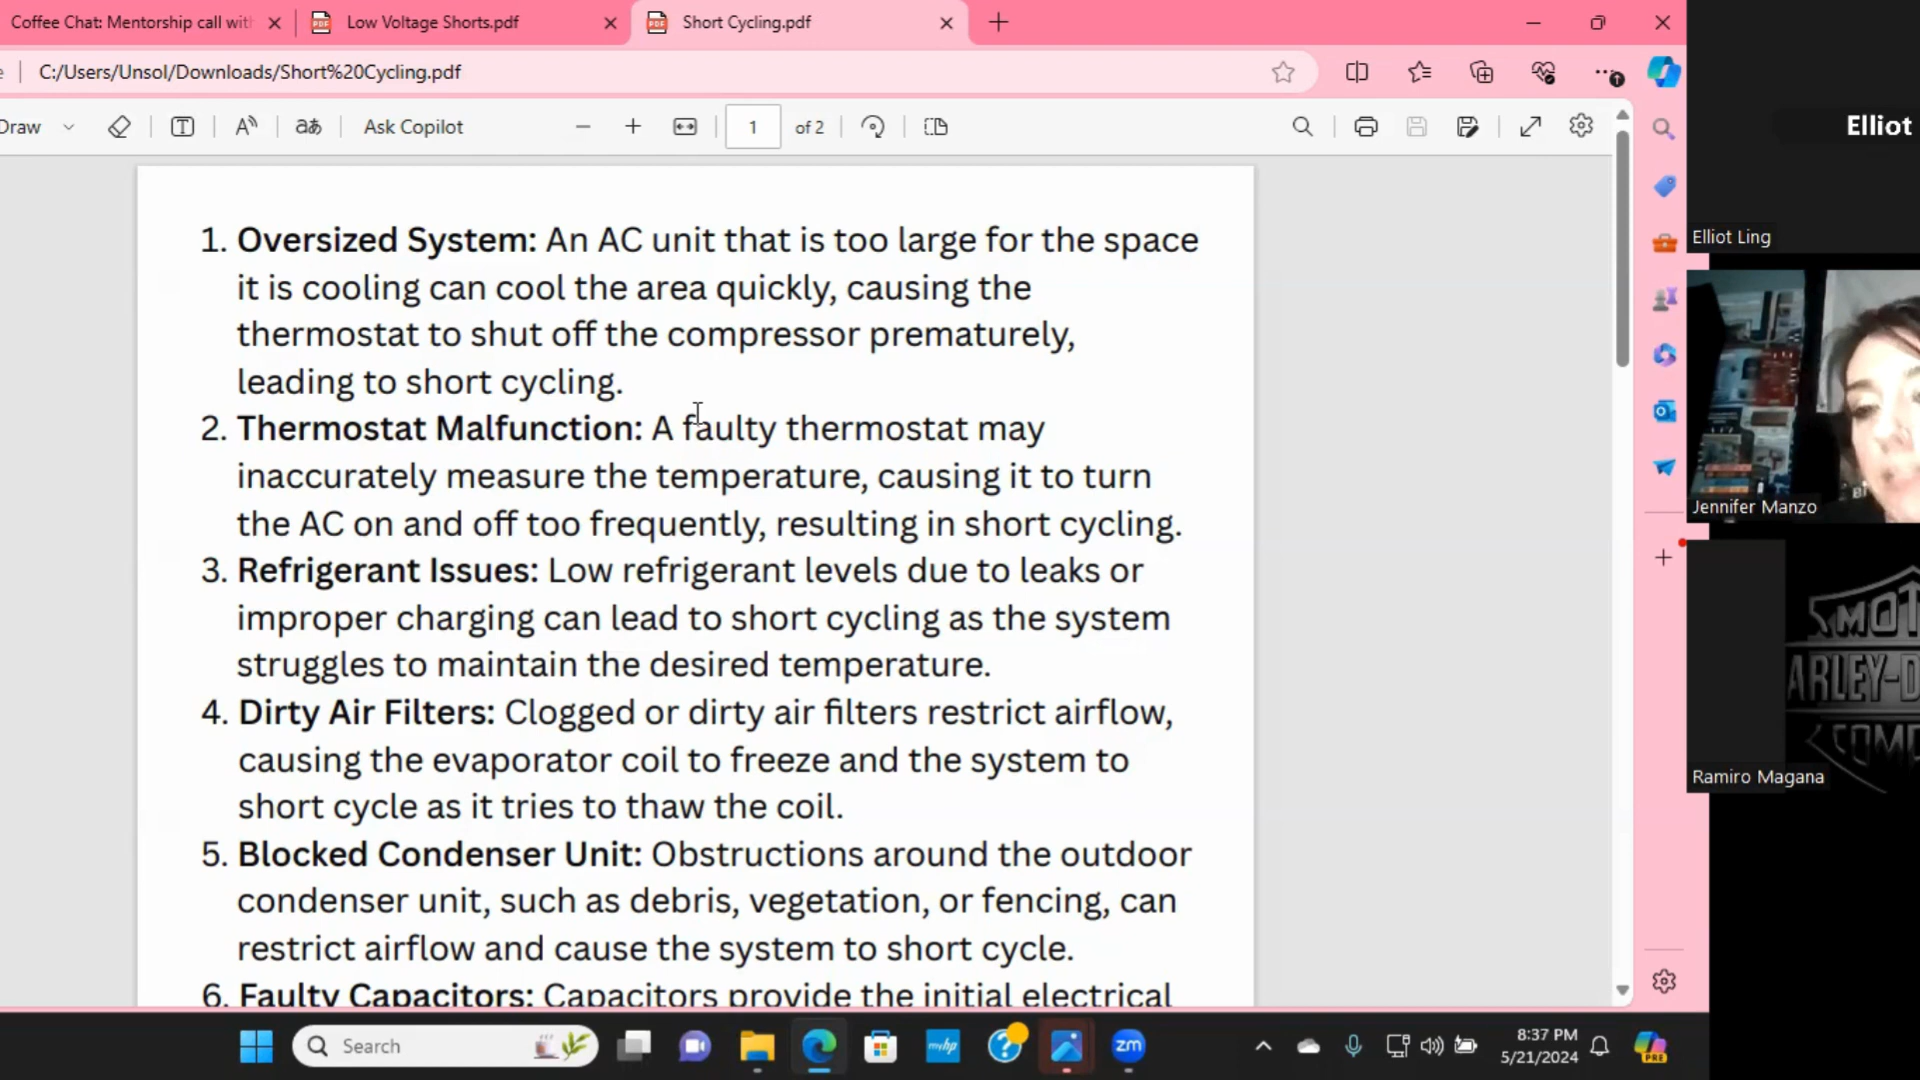 Coffee Chat: Mentorship call with
Low Voltage Shorts.pdf
Short Cycling.pdf
C:/Users/Unsol/Downloads/Short%20Cycling.pdf
Draw
Ask Copilot
1 of 2
1. Oversized System: An AC unit that is too large for the space
it is cooling can cool the area quickly, causing the
thermostat to shut off the compressor prematurely,
leading to short cycling.
2. Thermostat Malfunction: A faulty thermostat may
inaccurately measure the temperature, causing it to turn
the AC on and off too frequently, resulting in short cycling.
3. Refrigerant Issues: Low refrigerant levels due to leaks or
improper charging can lead to short cycling as the system
struggles to maintain the desired temperature.
4. Dirty Air Filters: Clogged or dirty air filters restrict airflow,
causing the evaporator coil to freeze and the system to
short cycle as it tries to thaw the coil.
5. Blocked Condenser Unit: Obstructions around the outdoor
condenser unit, such as debris, vegetation, or fencing, can
restrict airflow and cause the system to short cycle.
6. Faulty Capacitors: Capacitors provide the initial electrical
Elliot
Elliot Ling
Jennifer Manzo
MOT
ARLEY-D
COMP
Ramiro Magana
Search
myhp
zm
8:37 PM
5/21/2024
PRE